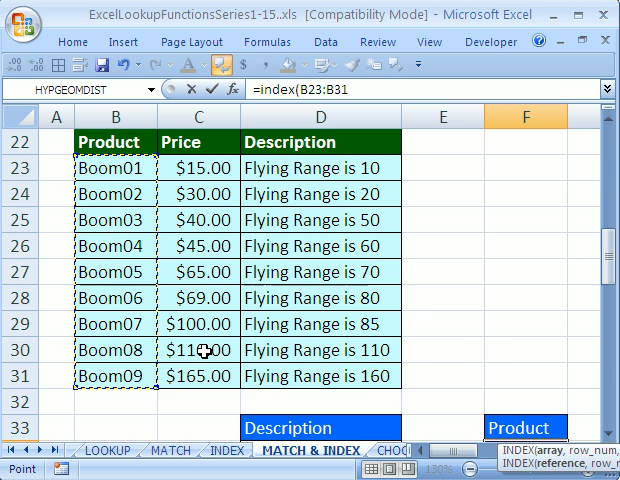 ExcelLookupFunctionsSeries1-15..xls [Compatibility Mode] - Microsoft Excel
Home Insert Page Layout Formulas Data Review View Developer
HYPGEOMDIST =index(B23:B31
A B C D E F
22 Product Price Description
23 Boom01 $15.00 Flying Range is 10
24 Boom02 $30.00 Flying Range is 20
25 Boom03 $40.00 Flying Range is 50
26 Boom04 $45.00 Flying Range is 60
27 Boom05 $65.00 Flying Range is 70
28 Boom06 $69.00 Flying Range is 80
29 Boom07 $100.00 Flying Range is 85
30 Boom08 Flying Range is 110
31 Boom09 $165.00 Flying Range is 160
32
33 Description Product
LOOKUP MATCH INDEX MATCH & INDEX CHOC
INDEX(array, row_num,
INDEX(reference, row_n
Point 130%